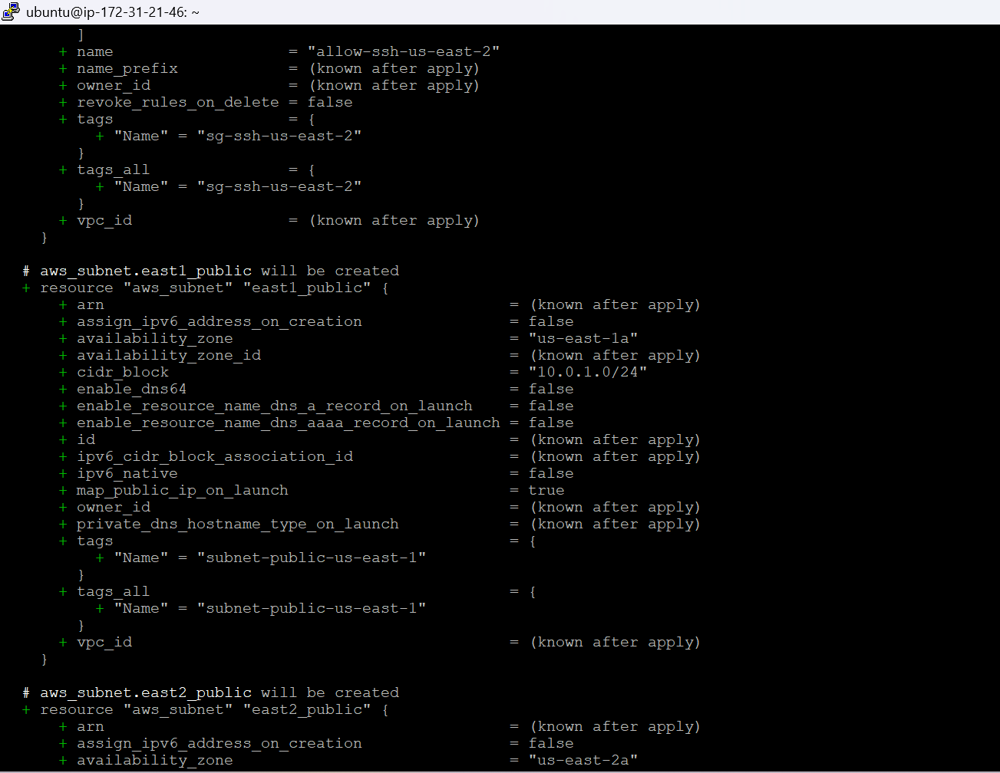 ubuntu@ip-172-31-21-46: ~
        ]
      + name                   = "allow-ssh-us-east-2"
      + name_prefix            = (known after apply)
      + owner_id               = (known after apply)
      + revoke_rules_on_delete = false
      + tags                   = {
          + "Name" = "sg-ssh-us-east-2"
        }
      + tags_all               = {
          + "Name" = "sg-ssh-us-east-2"
        }
      + vpc_id                 = (known after apply)
    }

  # aws_subnet.east1_public will be created
  + resource "aws_subnet" "east1_public" {
      + arn                                            = (known after apply)
      + assign_ipv6_address_on_creation                = false
      + availability_zone                              = "us-east-1a"
      + availability_zone_id                           = (known after apply)
      + cidr_block                                     = "10.0.1.0/24"
      + enable_dns64                                   = false
      + enable_resource_name_dns_a_record_on_launch    = false
      + enable_resource_name_dns_aaaa_record_on_launch = false
      + id                                             = (known after apply)
      + ipv6_cidr_block_association_id                 = (known after apply)
      + ipv6_native                                    = false
      + map_public_ip_on_launch                        = true
      + owner_id                                       = (known after apply)
      + private_dns_hostname_type_on_launch            = (known after apply)
      + tags                                           = {
          + "Name" = "subnet-public-us-east-1"
        }
      + tags_all                                       = {
          + "Name" = "subnet-public-us-east-1"
        }
      + vpc_id                                         = (known after apply)
    }

  # aws_subnet.east2_public will be created
  + resource "aws_subnet" "east2_public" {
      + arn                                            = (known after apply)
      + assign_ipv6_address_on_creation                = false
      + availability_zone                              = "us-east-2a"